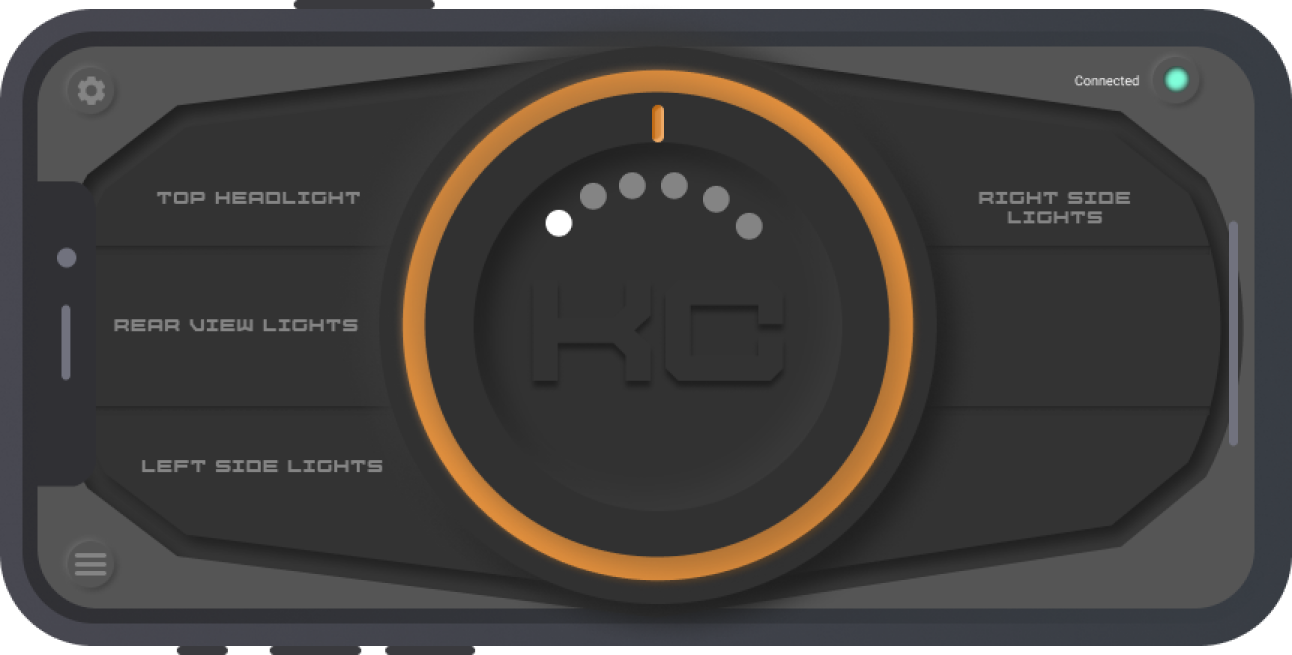 Connected
TOP HEADLIGHT
RIGHT SIDE
LIGHTS
REAR VIEW LIGHTS
KC
LEFT SIDE LIGHTS